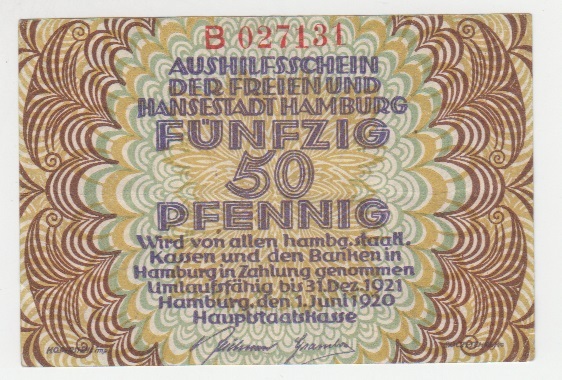 B 027131
AUSHILFSSCHEIN
DER FREIEN UND
HANSESTADT HAMBURG
FÜNFZIG
50
PFENNIG
Wird von allen hambg. staatl.
Kassen und den Banken in
Hamburg in Zahlung genommen
Umlaufsfähig bis 31. Dez. 1921
Hamburg, den 1. Juni 1920
Hauptstaatskasse